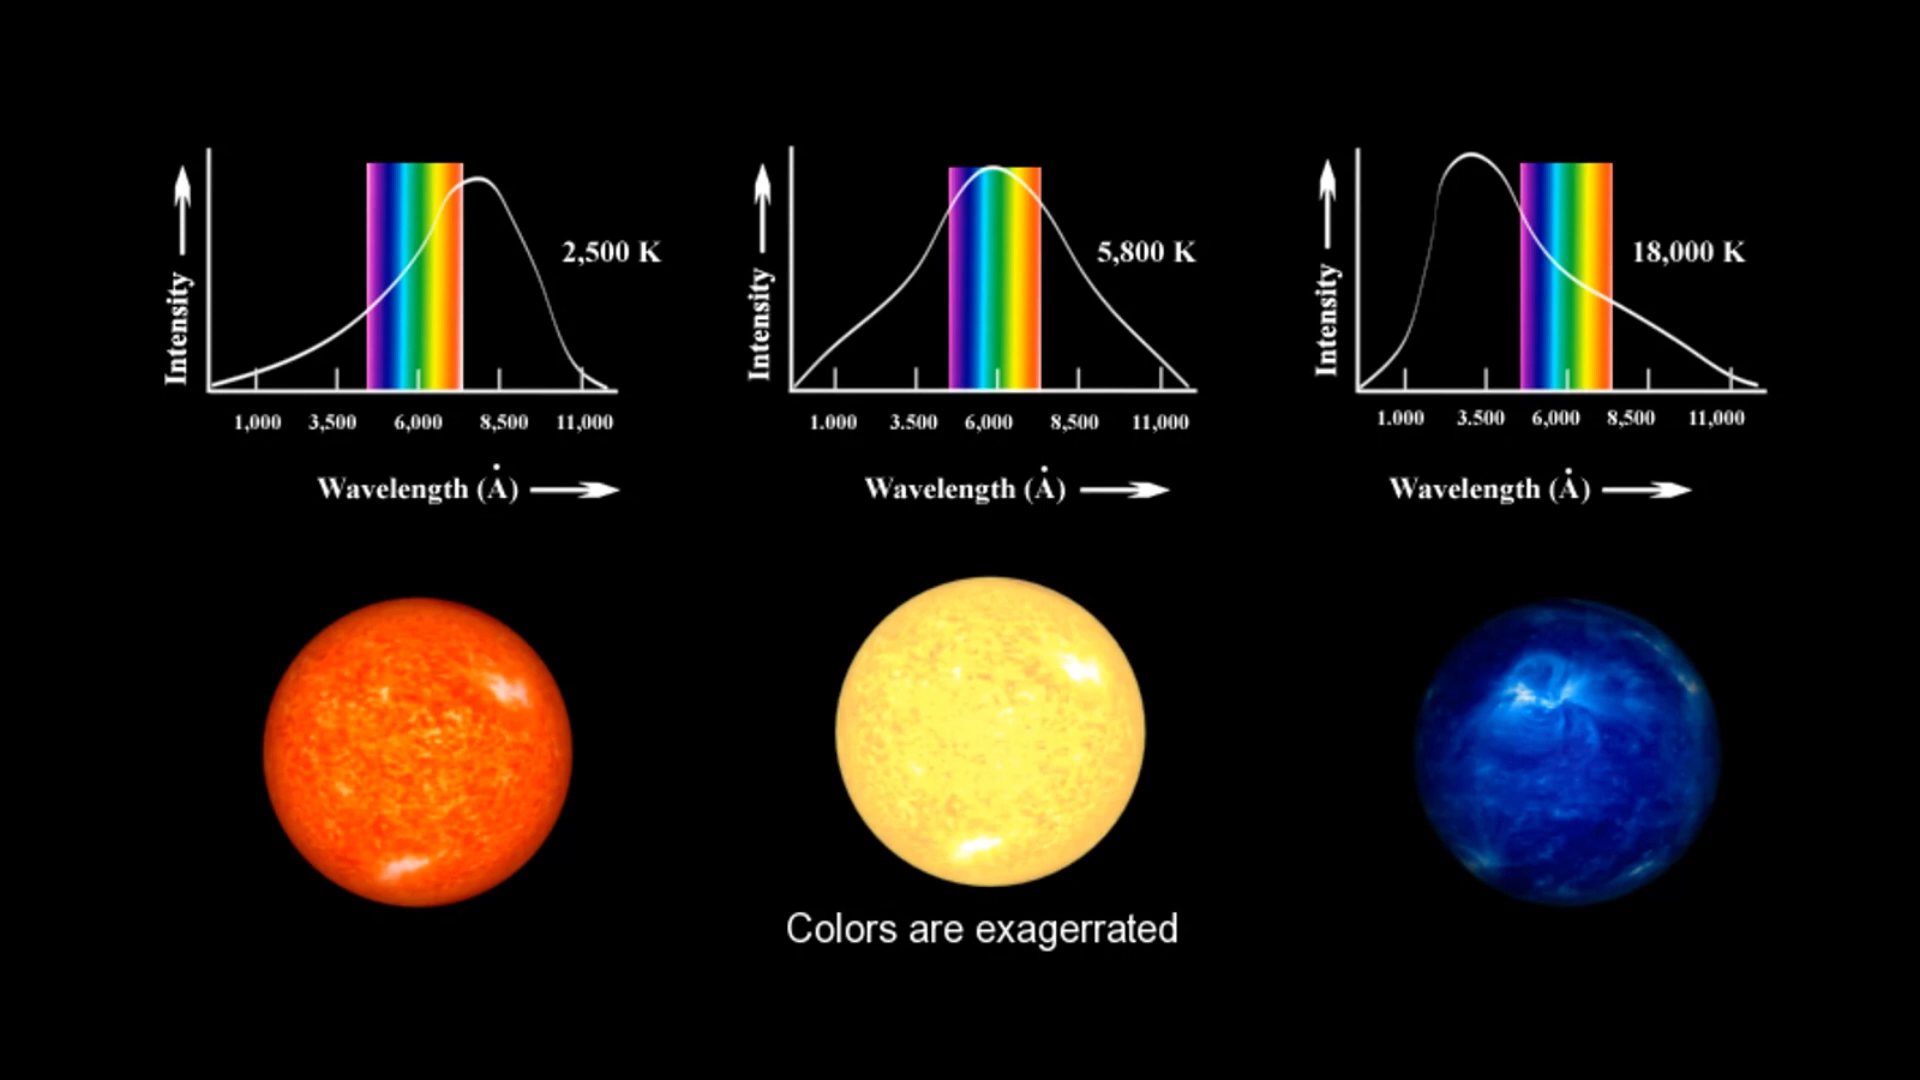 Intensity
2,500 K
1,000 3,500 6,000 8,500 11,000
Wavelength (Å)
Intensity
5,800 K
1.000 3.500 6,000 8,500 11,000
Wavelength (Å)
Intensity
18,000 K
1.000 3.500 6,000 8,500 11,000
Wavelength (Å)
Colors are exagerrated